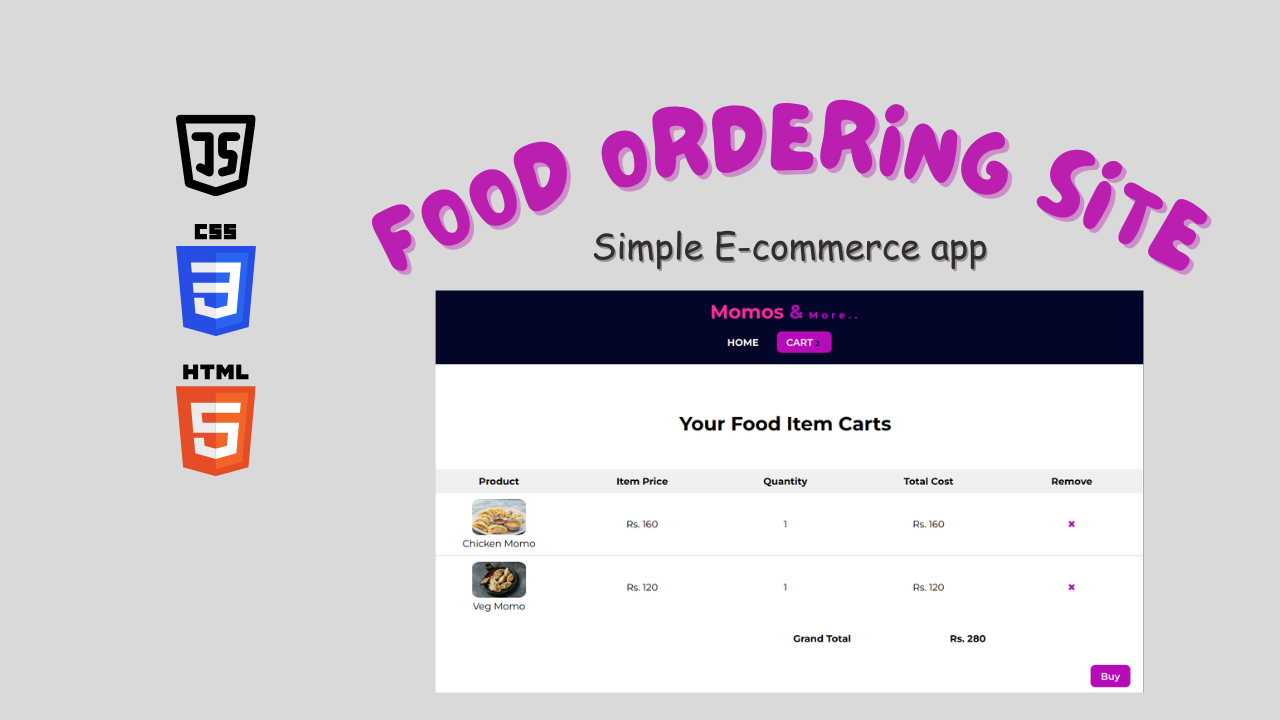 JS
CSS
3
HTML
5
FOOD ORDERiNG SiTE
Simple E-commerce app
Momos & More..
HOME CART 2
Your Food Item Carts
Product Item Price Quantity Total Cost Remove
Rs. 160 1 Rs. 160 ✖
Chicken Momo
Rs. 120 1 Rs. 120 ✖
Veg Momo
Grand Total Rs. 280
Buy